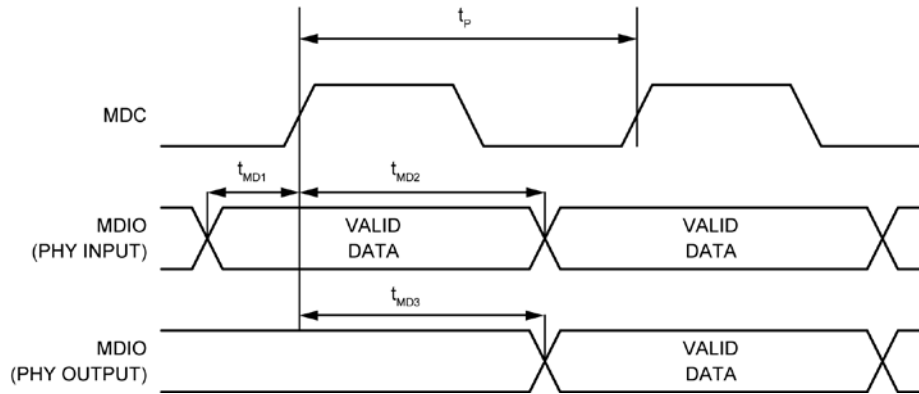 tP
MDC
tMD1
tMD2
MDIO
(PHY INPUT)
VALID
DATA
VALID
DATA
tMD3
MDIO
(PHY OUTPUT)
VALID
DATA